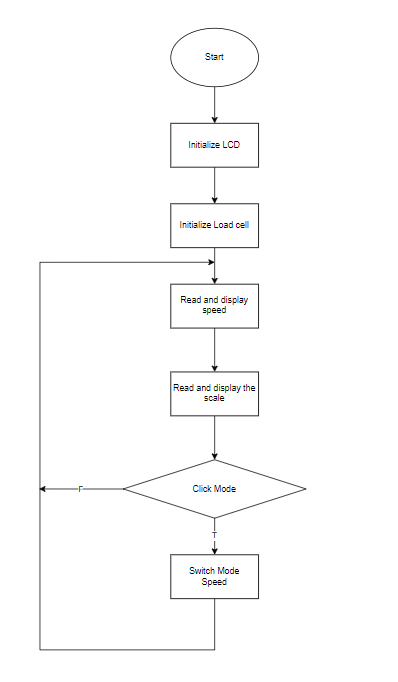 Start
Initialize LCD
Initialize Load cell
Read and display
speed
Read and display the
scale
Click Mode
F
T
Switch Mode
Speed